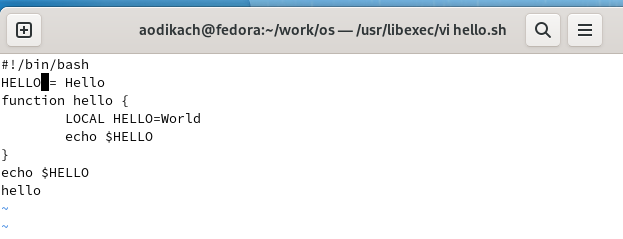 aodikach@fedora:~/work/os — /usr/libexec/vi hello.sh
#!/bin/bash
HELLO = Hello
function hello {
        LOCAL HELLO=World
        echo $HELLO
}
echo $HELLO
hello
~
~